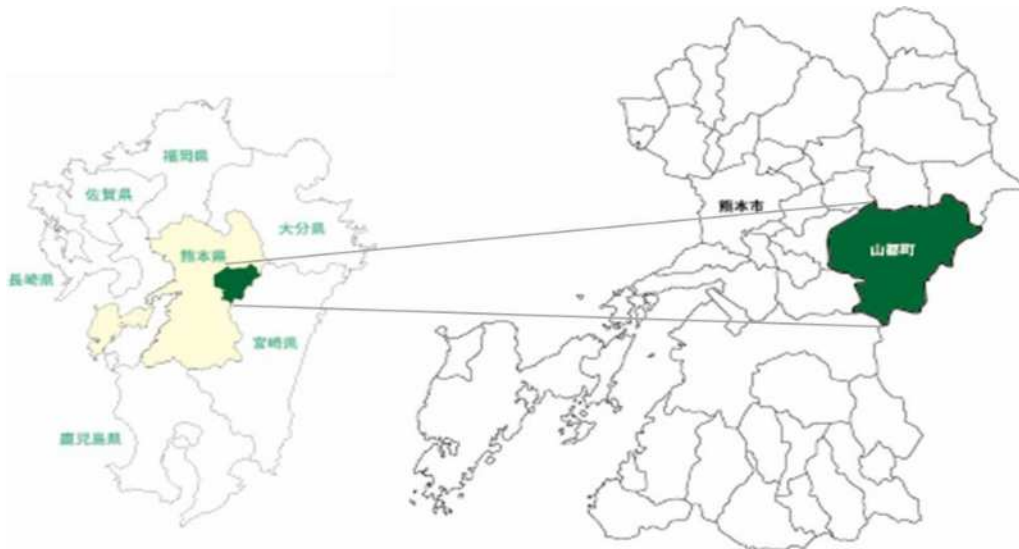 福岡県
佐賀県
大分県
熊本県
長崎県
宮崎県
鹿児島県
熊本市
山都町